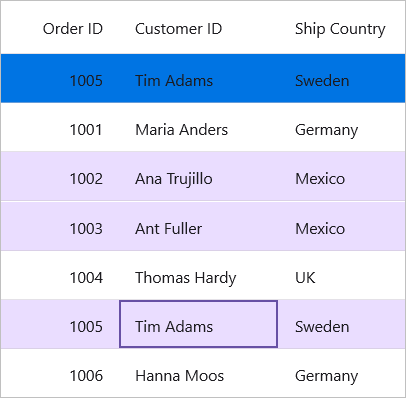 Order ID Customer ID Ship Country
1005 Tim Adams Sweden
1001 Maria Anders Germany
1002 Ana Trujillo Mexico
1003 Ant Fuller Mexico
1004 Thomas Hardy UK
1005 Tim Adams Sweden
1006 Hanna Moos Germany